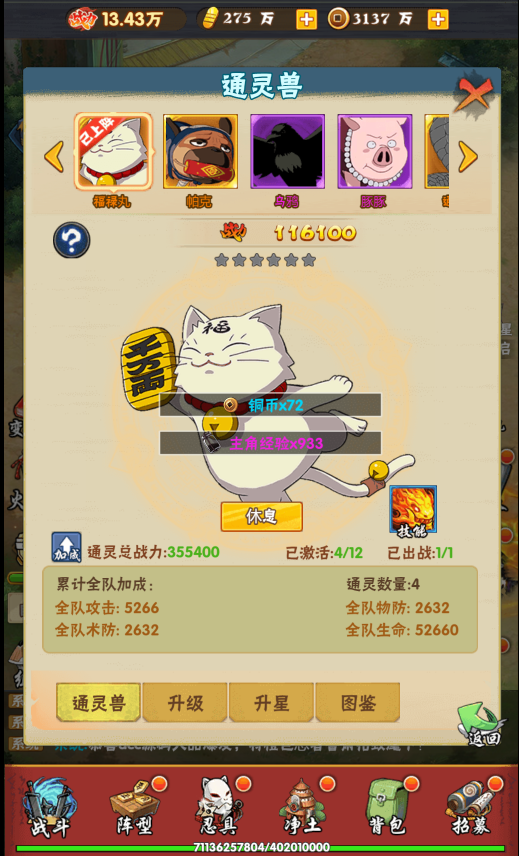 13.43万 275 万 3137 万
通灵兽
已上阵
福禄丸 帕克 乌鸦 豚豚
战 116100
福
千万两
铜币x72
主角经验x933
休息
技能
加成 通灵总战力:355400 已激活:4/12 已出战:1/1
累计全队加成: 通灵数量:4
全队攻击: 5266 全队物防: 2632
全队术防: 2632 全队生命: 52660
通灵兽 升级 升星 图鉴
返回
战斗 阵型 忍具 净土 背包 招募
71136257804/402010000